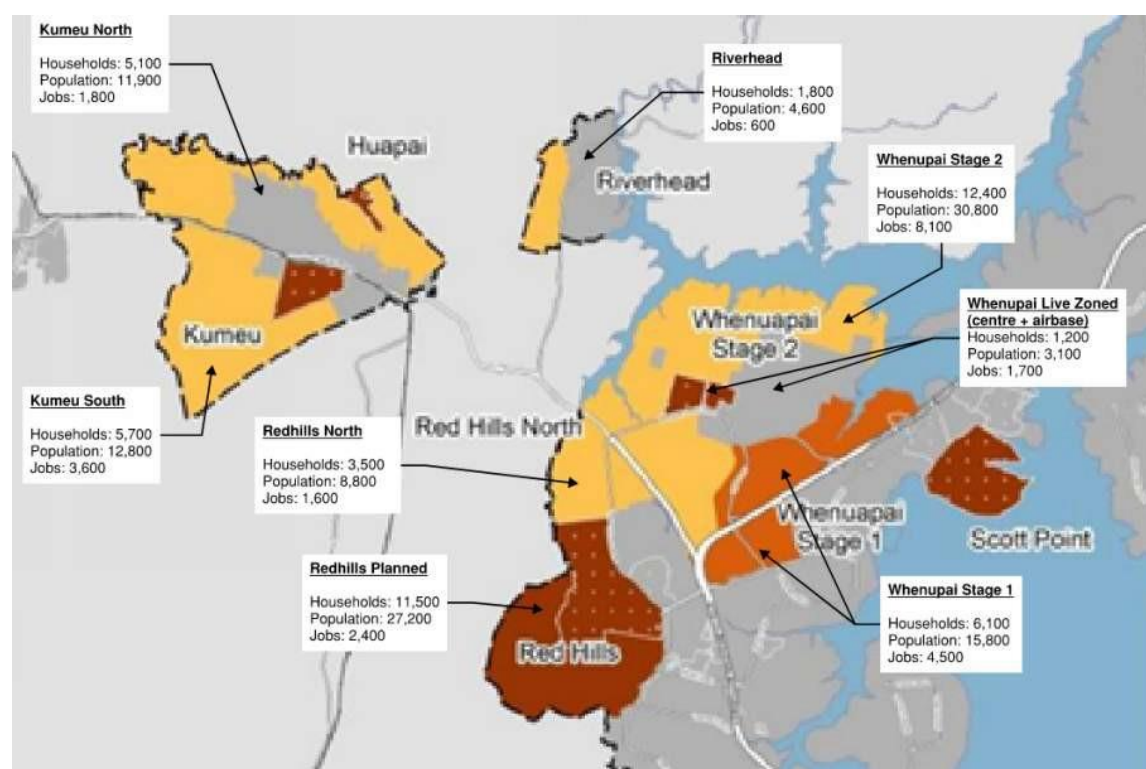 Kumeu North
Households: 5,100
Population: 11,900
Jobs: 1,800
Riverhead
Households: 1,800
Population: 4,600
Jobs: 600
Huapai
Riverhead
Whenupai Stage 2
Households: 12,400
Population: 30,800
Jobs: 8,100
Whenupai Live Zoned
(centre + airbase)
Households: 1,200
Population: 3,100
Jobs: 1,700
Whenuapai
Stage 2
Kumeu
Kumeu South
Households: 5,700
Population: 12,800
Jobs: 3,600
Redhills North
Households: 3,500
Population: 8,800
Jobs: 1,600
Red Hills North
Whenuapai
Stage 1
Scott Point
Redhills Planned
Households: 11,500
Population: 27,200
Jobs: 2,400
Red Hills
Whenupai Stage 1
Households: 6,100
Population: 15,800
Jobs: 4,500